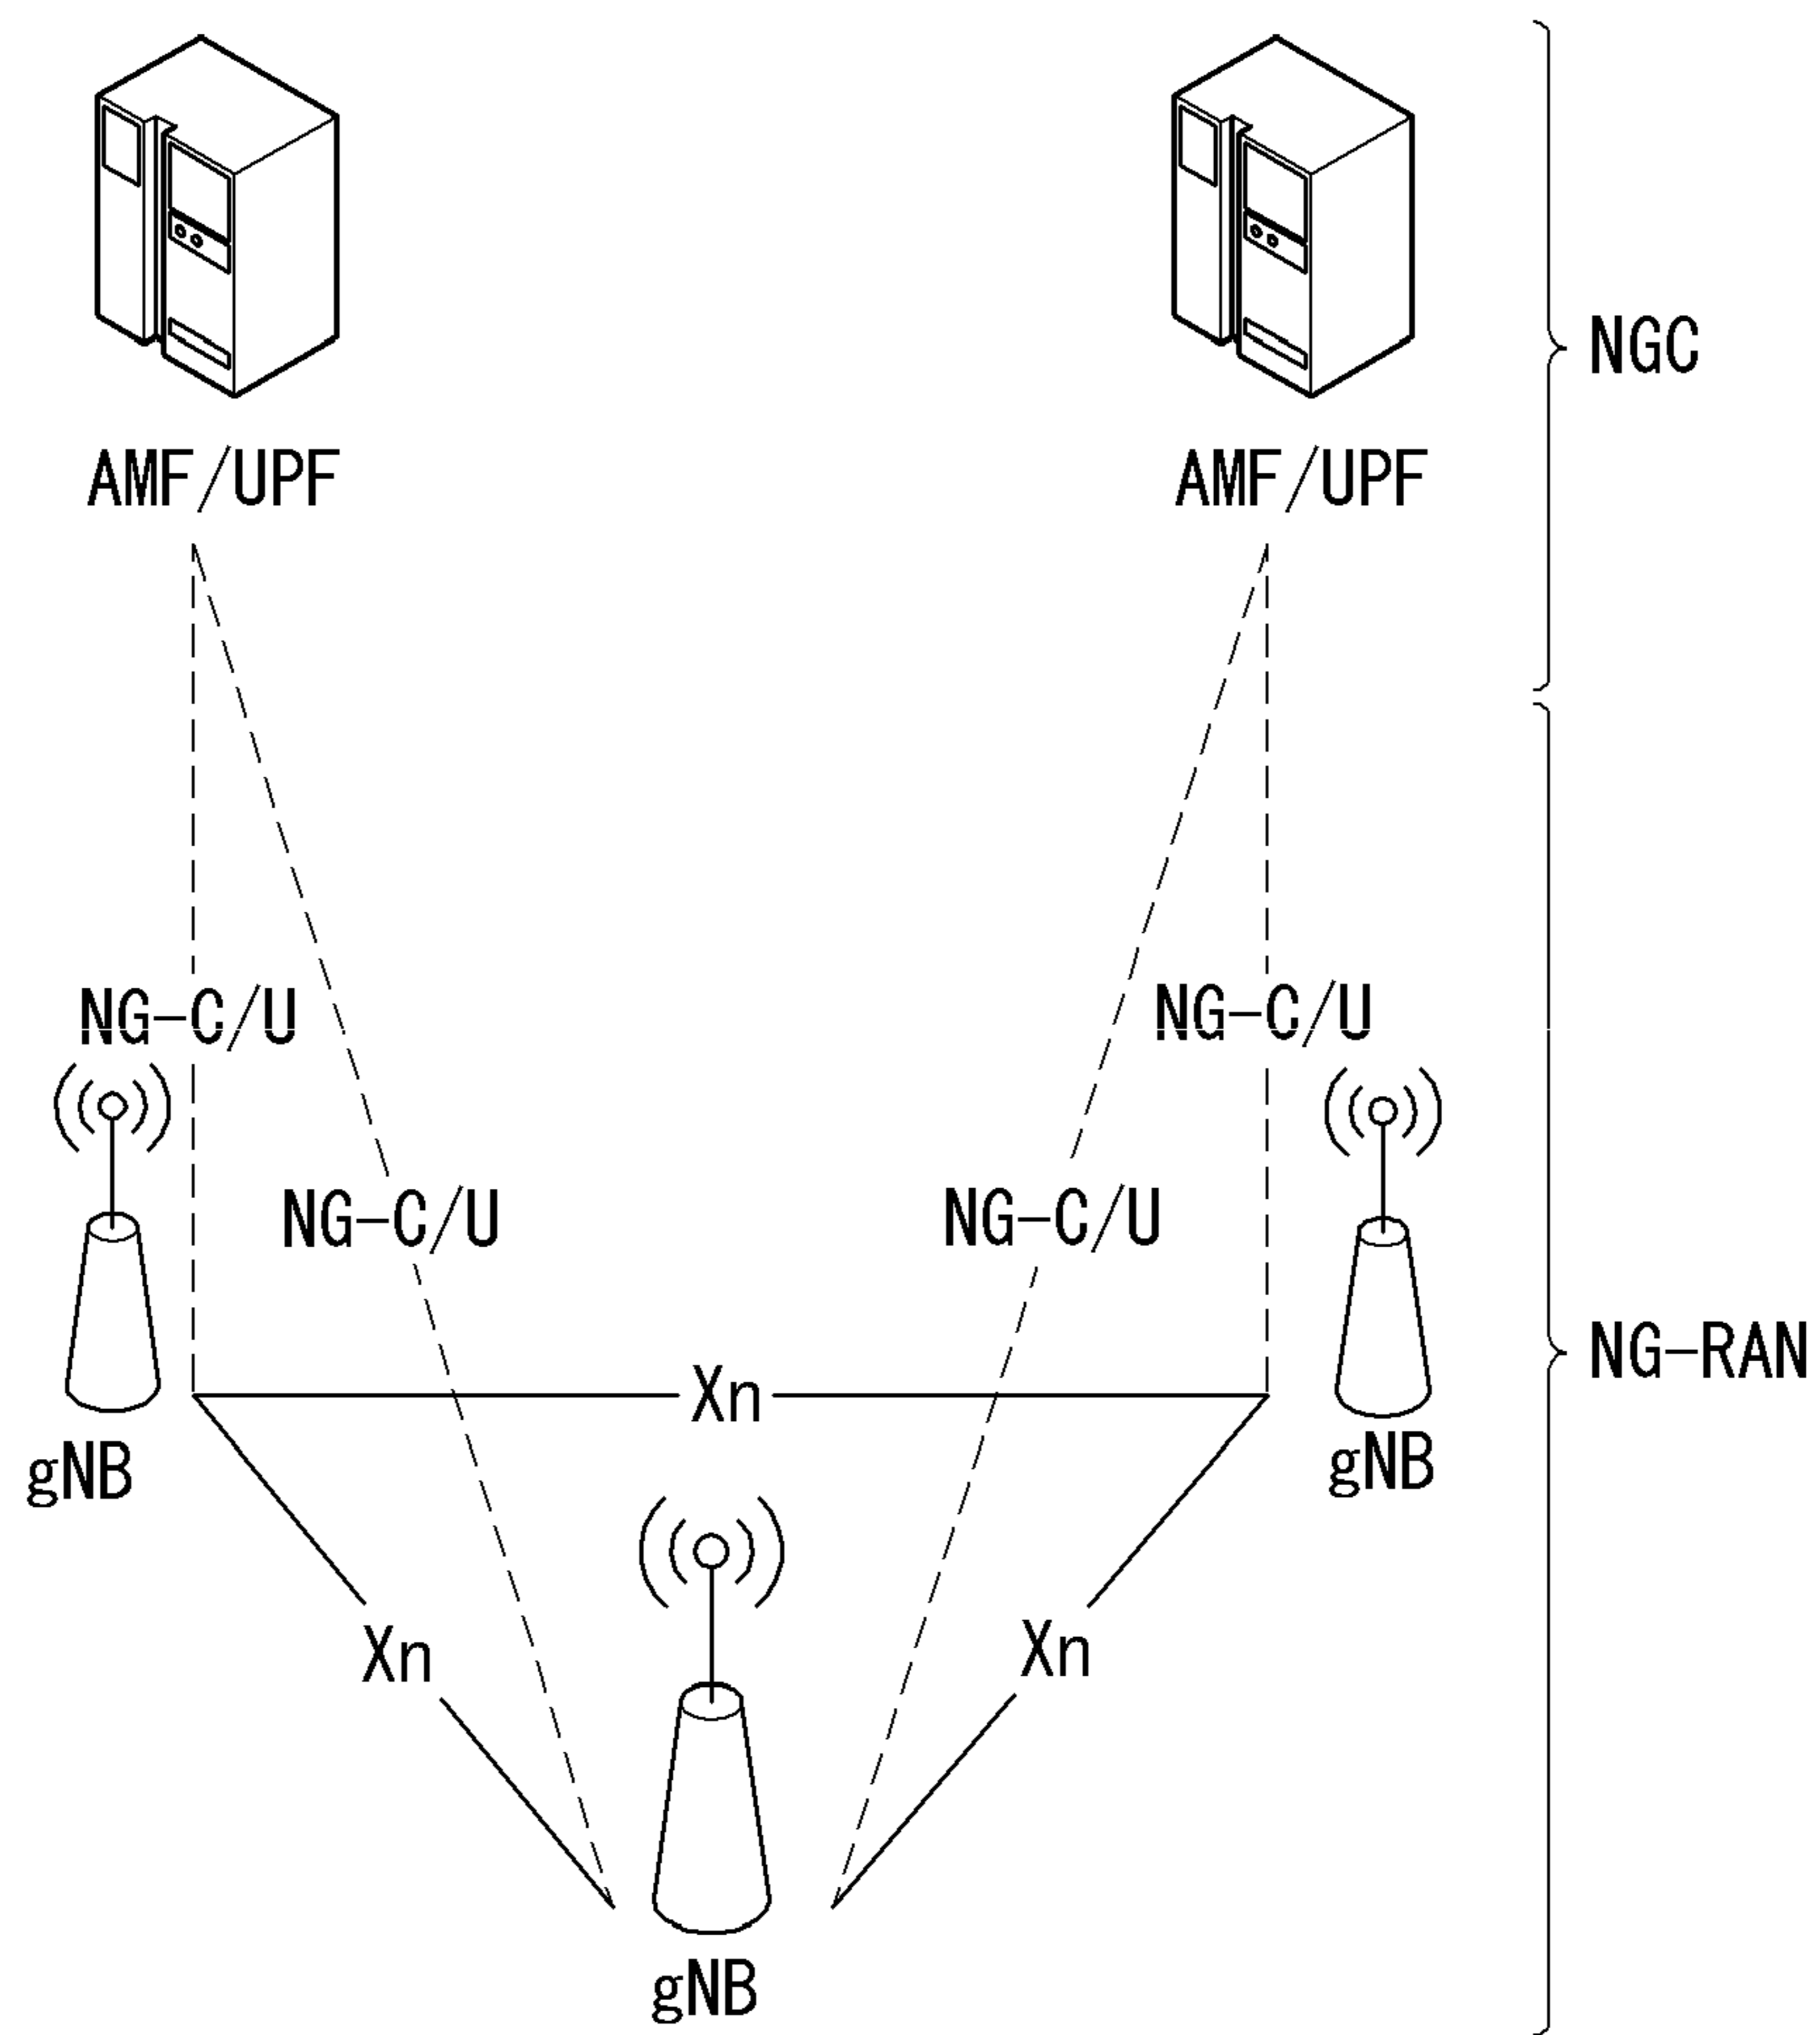 NGC
AMF/UPF
AMF/UPF
NG-C/U
NG-C/U
NG-C/U
NG-C/U
NG-RAN
Xn
gNB
gNB
Xn
Xn
gNB